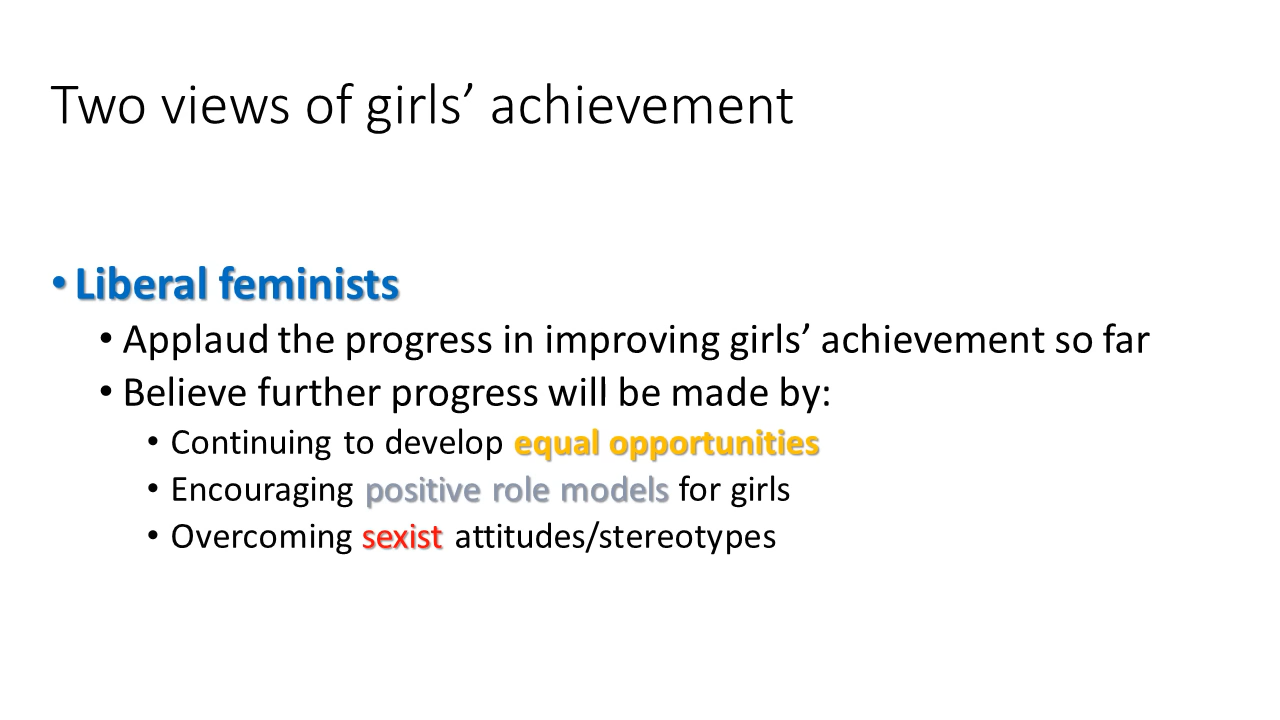 Two views of girls’ achievement
• Liberal feminists
• Applaud the progress in improving girls’ achievement so far
• Believe further progress will be made by:
• Continuing to develop equal opportunities
• Encouraging positive role models for girls
• Overcoming sexist attitudes/stereotypes